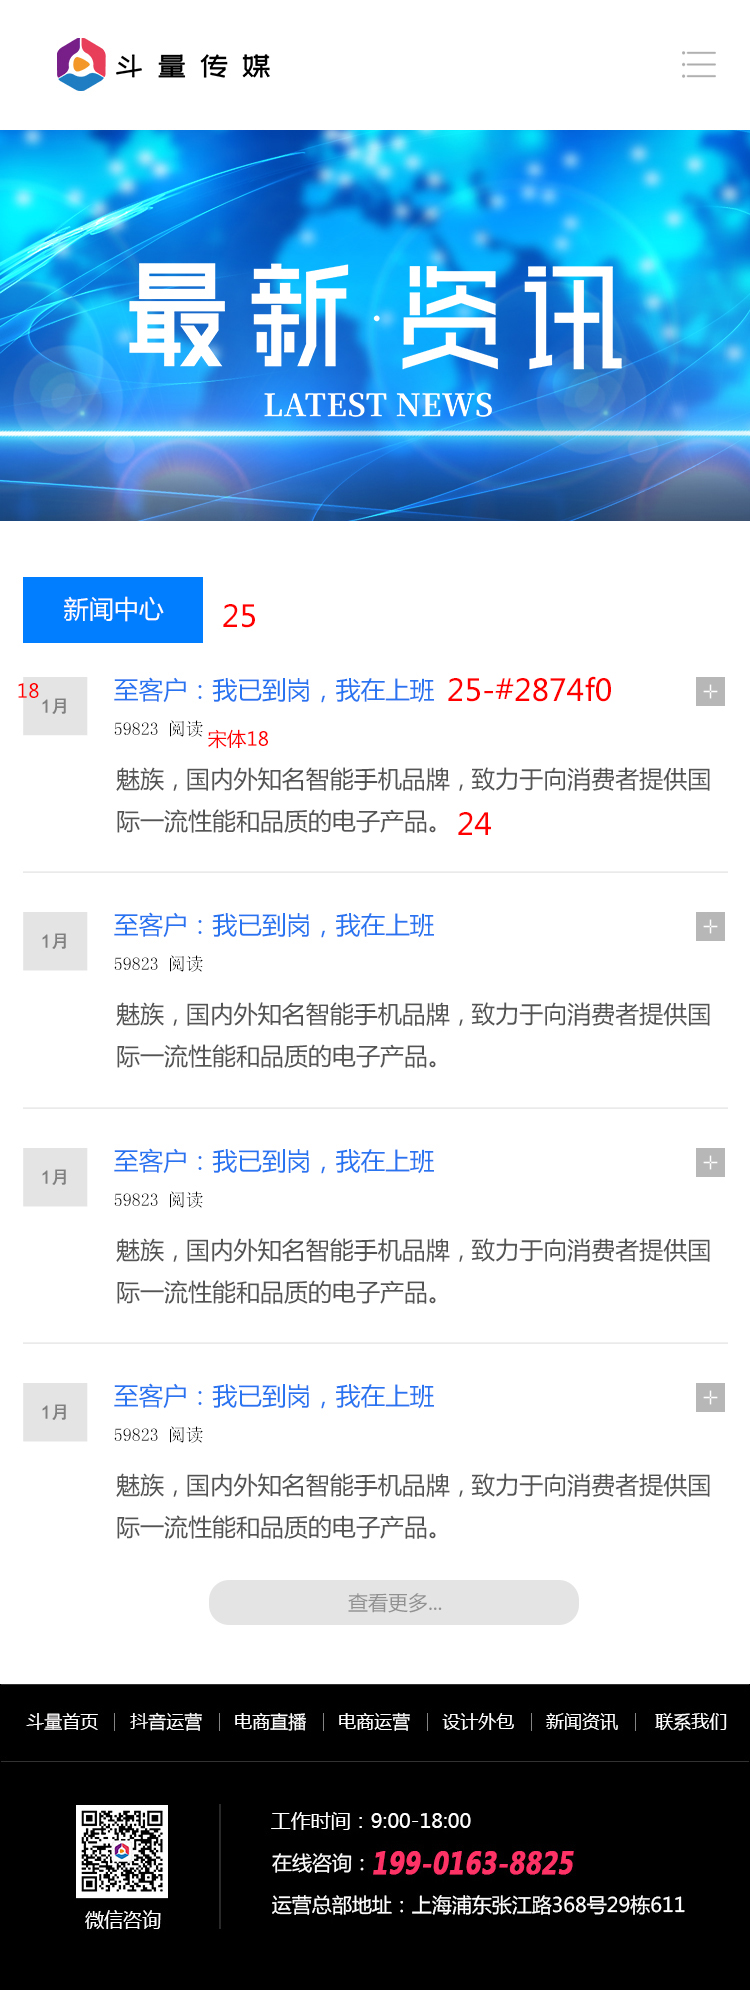 斗量传媒
最新·资讯
LATEST NEWS
新闻中心 25
18
1月
至客户：我已到岗，我在上班 25-#2874f0
59823 阅读 宋体18
魅族，国内外知名智能手机品牌，致力于向消费者提供国
际一流性能和品质的电子产品。 24
1月
至客户：我已到岗，我在上班
59823 阅读
魅族，国内外知名智能手机品牌，致力于向消费者提供国
际一流性能和品质的电子产品。
1月
至客户：我已到岗，我在上班
59823 阅读
魅族，国内外知名智能手机品牌，致力于向消费者提供国
际一流性能和品质的电子产品。
1月
至客户：我已到岗，我在上班
59823 阅读
魅族，国内外知名智能手机品牌，致力于向消费者提供国
际一流性能和品质的电子产品。
查看更多...
斗量首页 | 抖音运营 | 电商直播 | 电商运营 | 设计外包 | 新闻资讯 | 联系我们
工作时间：9:00-18:00
在线咨询：199-0163-8825
运营总部地址：上海浦东张江路368号29栋611
微信咨询